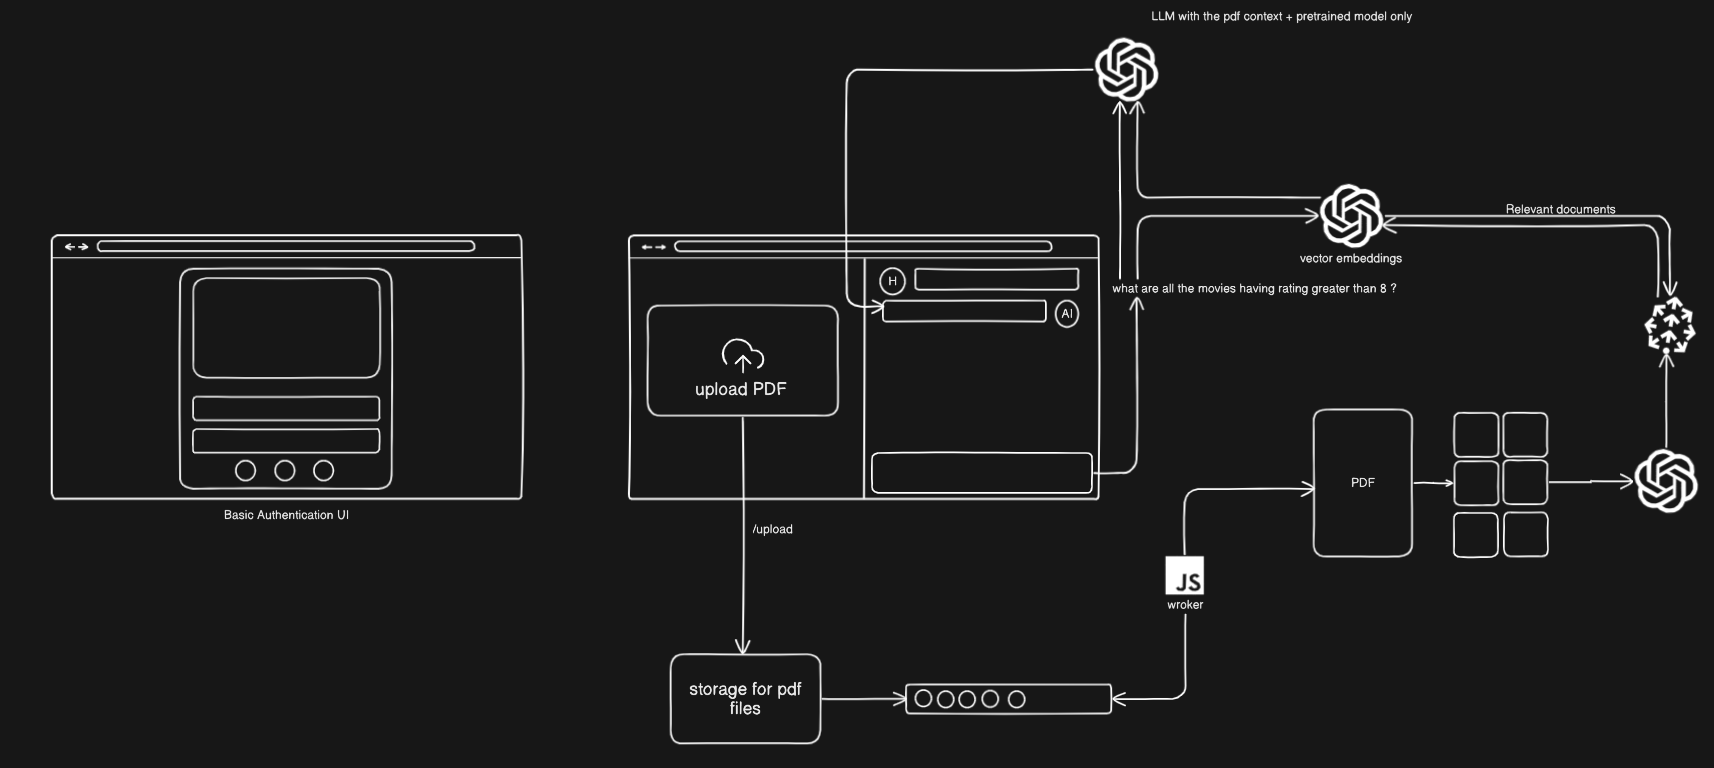 LLM with the pdf context + pretrained model only
Relevant documents
vector embeddings
H
what are all the movies having rating greater than 8 ?
AI
upload PDF
PDF
Basic Authentication UI
/upload
JS
wroker
storage for pdf
files